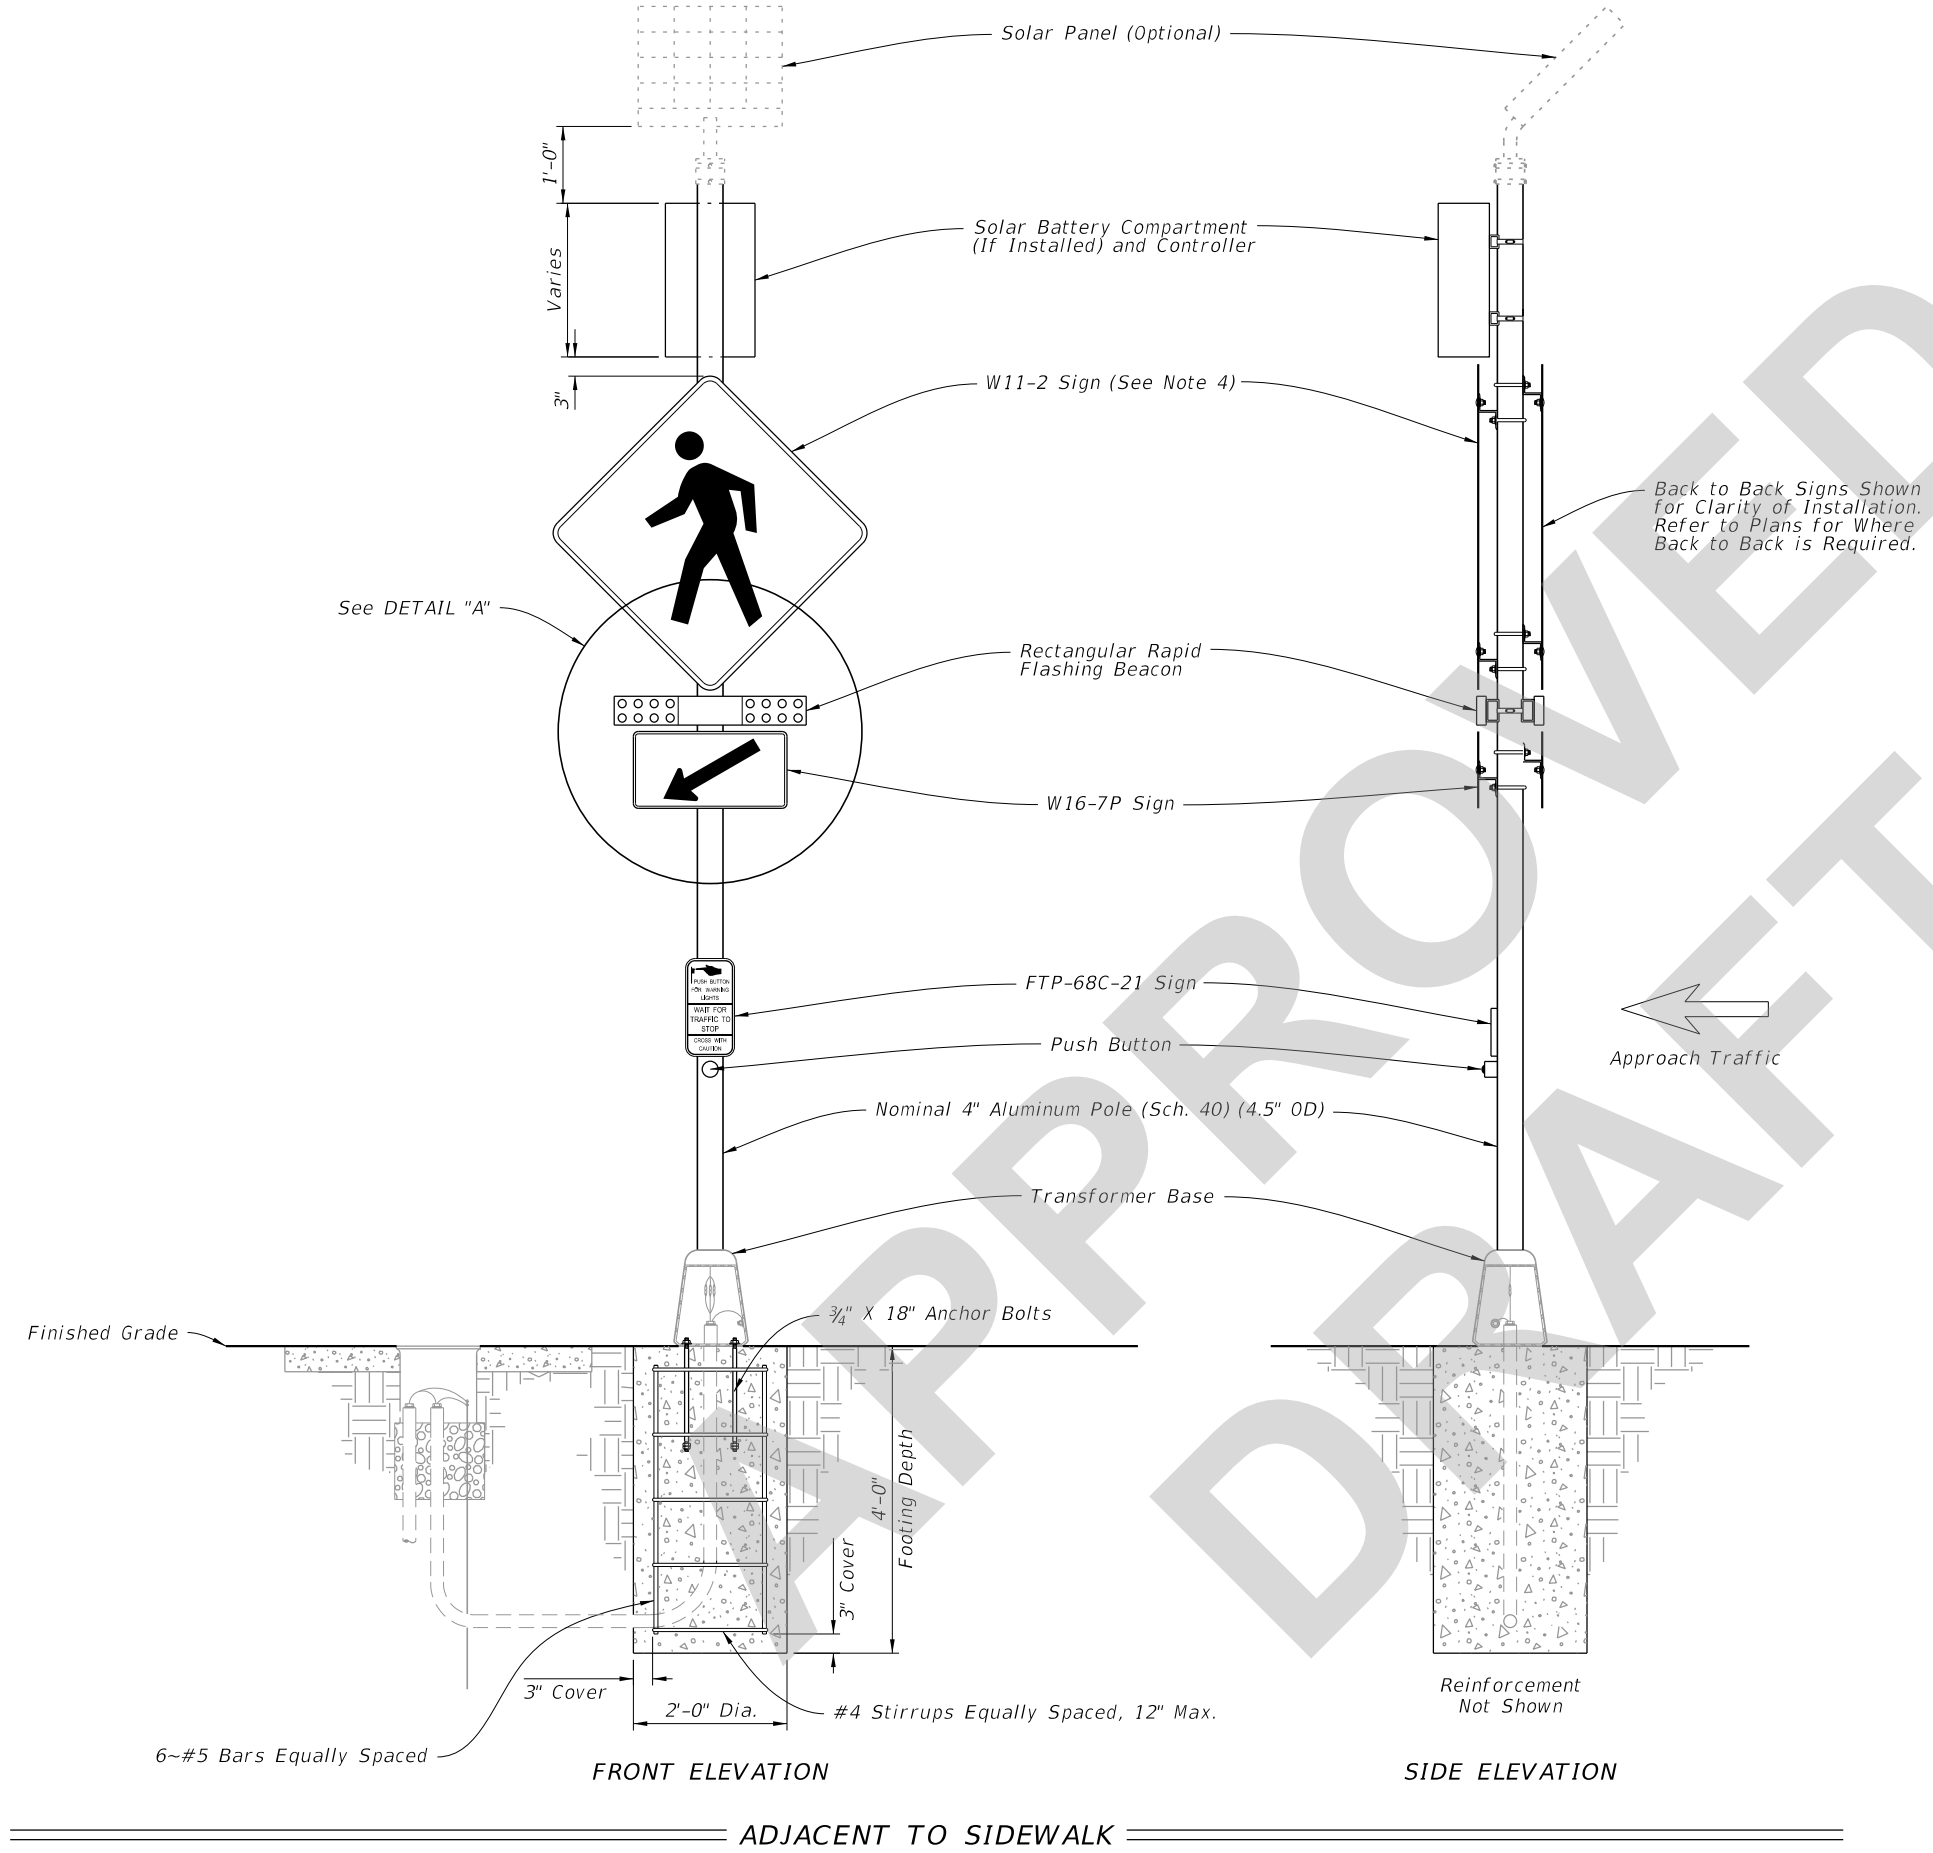 Solar Panel (Optional)
1'-0"
Solar Battery Compartment
(If Installed) and Controller
Varies
3"
W11-2 Sign (See Note 4)
Back to Back Signs Shown
for Clarity of Installation.
Refer to Plans for Where
Back to Back is Required.
See DETAIL "A"
Rectangular Rapid
Flashing Beacon
W16-7P Sign
PUSH BUTTON
FOR WARNING
LIGHTS
WAIT FOR
TRAFFIC TO
STOP
CROSS WITH
CAUTION
FTP-68C-21 Sign
Push Button
Approach Traffic
Nominal 4" Aluminum Pole (Sch. 40) (4.5" OD)
Transformer Base
¾" X 18" Anchor Bolts
Finished Grade
4'-0"
Footing Depth
3" Cover
3" Cover
2'-0" Dia.
#4 Stirrups Equally Spaced, 12" Max.
6~#5 Bars Equally Spaced
Reinforcement
Not Shown
FRONT ELEVATION
SIDE ELEVATION
ADJACENT TO SIDEWALK
APPROVED
DRAFT